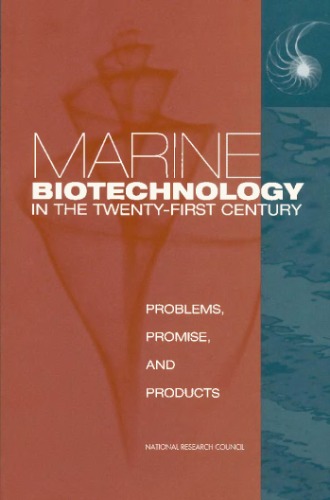 MARINE
BIOTECHNOLOGY
IN THE TWENTY-FIRST CENTURY
PROBLEMS,
PROMISE,
AND
PRODUCTS
NATIONAL RESEARCH COUNCIL